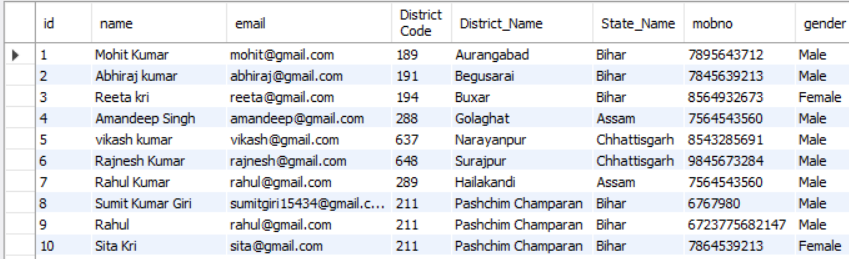 id name email District Code District_Name State_Name mobno gender
1 Mohit Kumar mohit@gmail.com 189 Aurangabad Bihar 7895643712 Male
2 Abhiraj kumar abhiraj@gmail.com 191 Begusarai Bihar 7845639213 Male
3 Reeta kri reeta@gmail.com 194 Buxar Bihar 8564932673 Female
4 Amandeep Singh amandeep@gmail.com 288 Golaghat Assam 7564543560 Male
5 vikash kumar vikash@gmail.com 637 Narayanpur Chhattisgarh 8543285691 Male
6 Rajnesh Kumar rajnesh@gmail.com 648 Surajpur Chhattisgarh 9845673284 Male
7 Rahul Kumar rahul@gmail.com 289 Hailakandi Assam 7564543560 Male
8 Sumit Kumar Giri sumitgiri15434@gmail.c... 211 Pashchim Champaran Bihar 6767980 Male
9 Rahul rahul@gmail.com 211 Pashchim Champaran Bihar 6723775682147 Male
10 Sita Kri sita@gmail.com 211 Pashchim Champaran Bihar 7864539213 Female